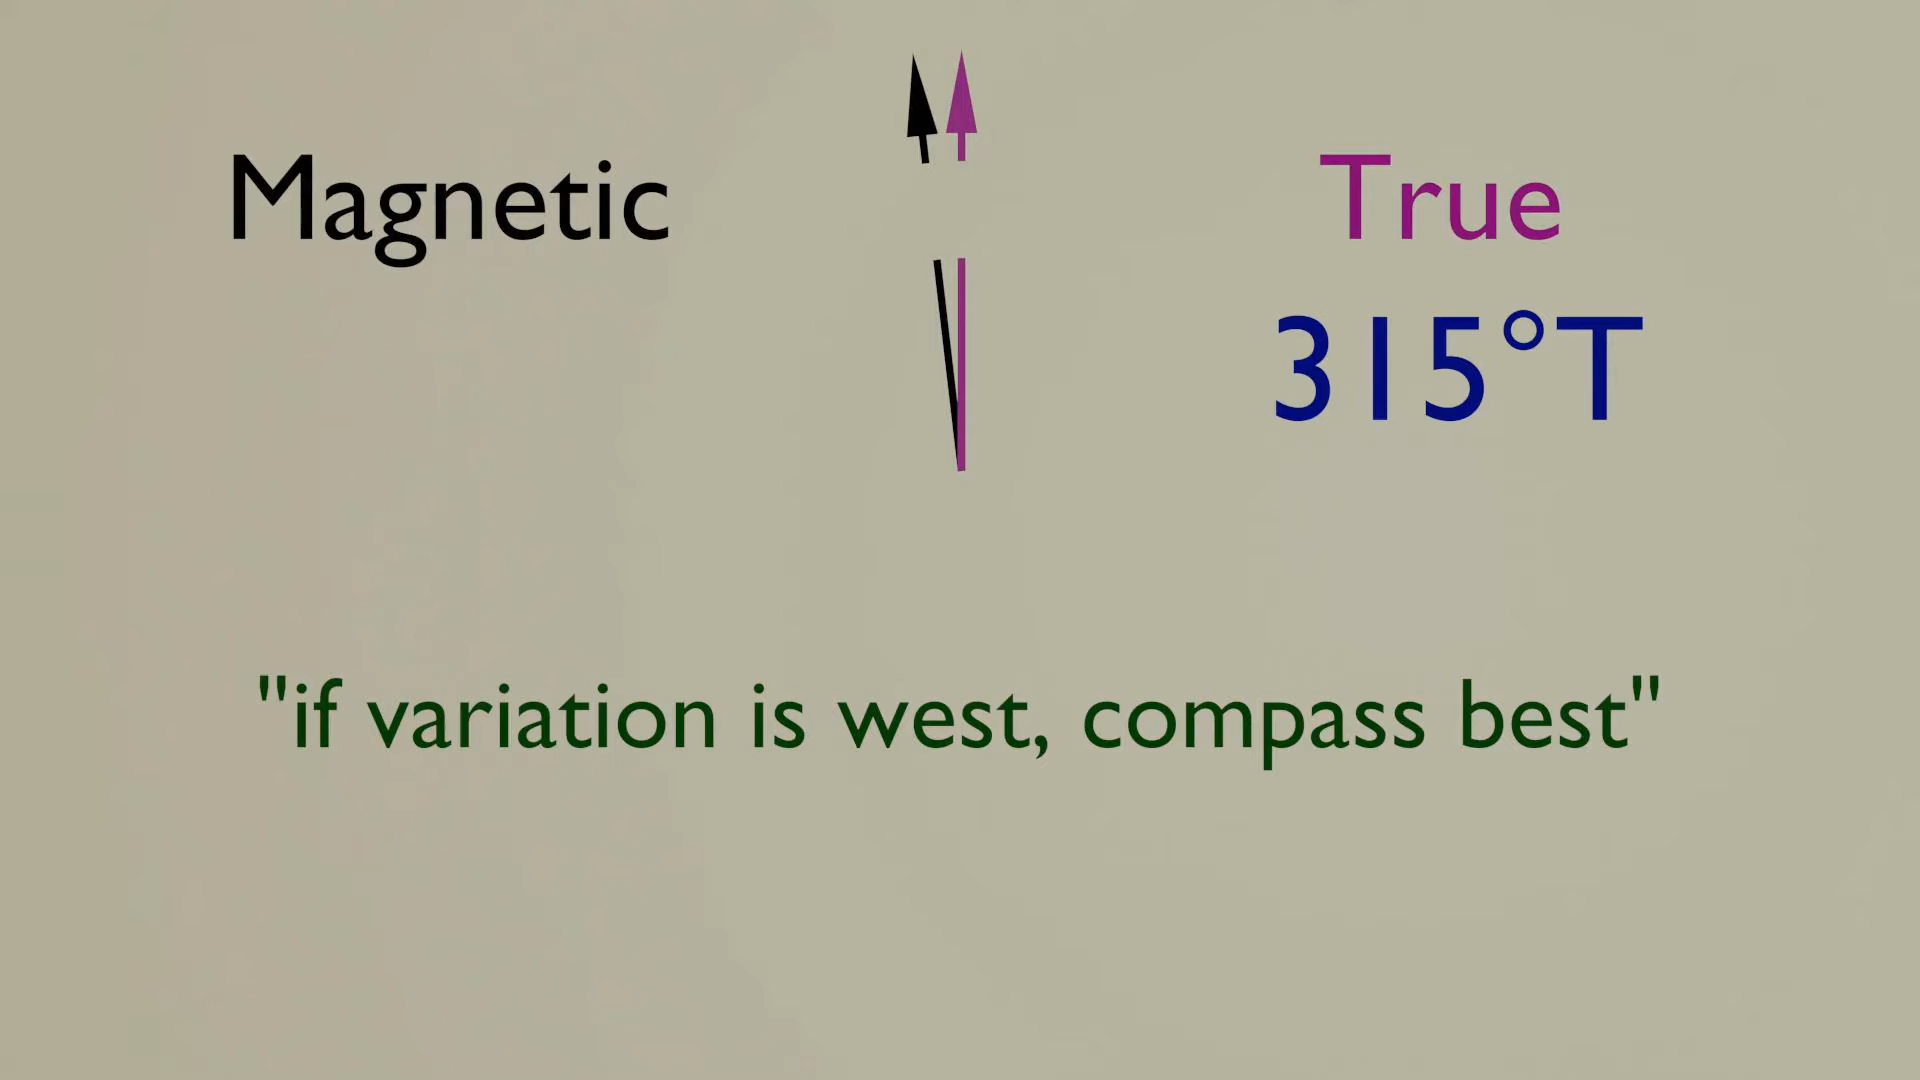 Magnetic
True
315°T
"if variation is west, compass best"